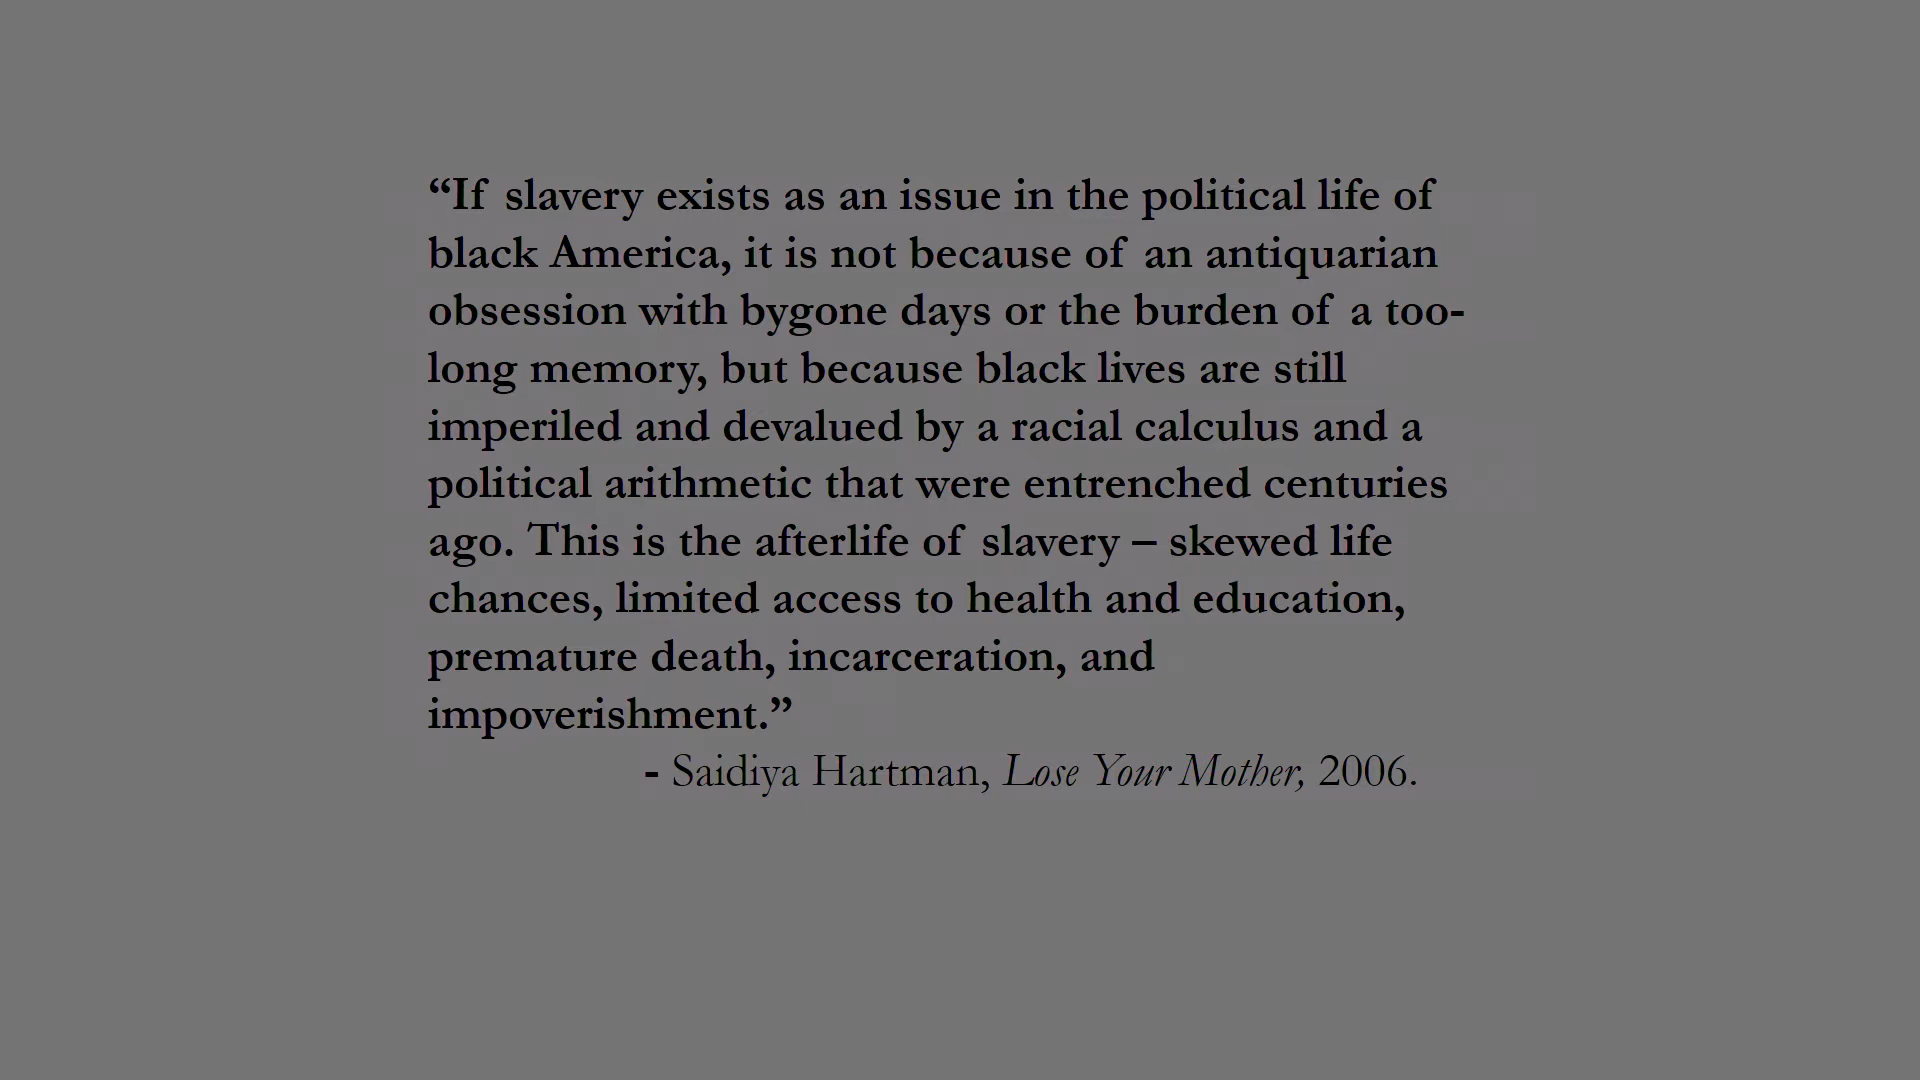 “If slavery exists as an issue in the political life of
black America, it is not because of an antiquarian
obsession with bygone days or the burden of a too-
long memory, but because black lives are still
imperiled and devalued by a racial calculus and a
political arithmetic that were entrenched centuries
ago. This is the afterlife of slavery – skewed life
chances, limited access to health and education,
premature death, incarceration, and
impoverishment.”
- Saidiya Hartman, Lose Your Mother, 2006.